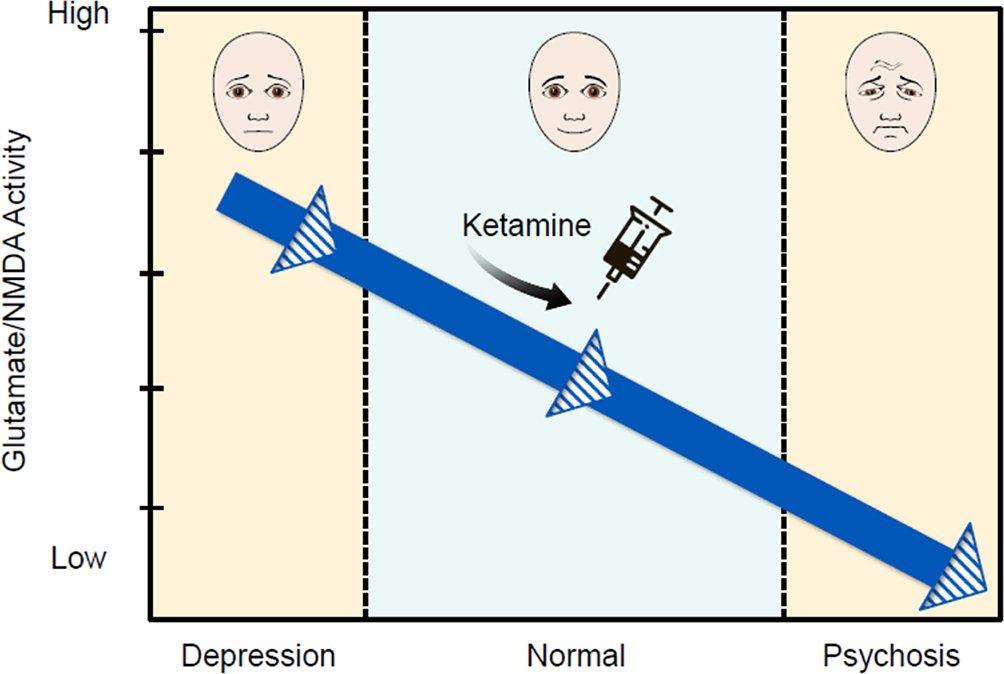 High
Glutamate/NMDA Activity
Ketamine
Low
Depression
Normal
Psychosis